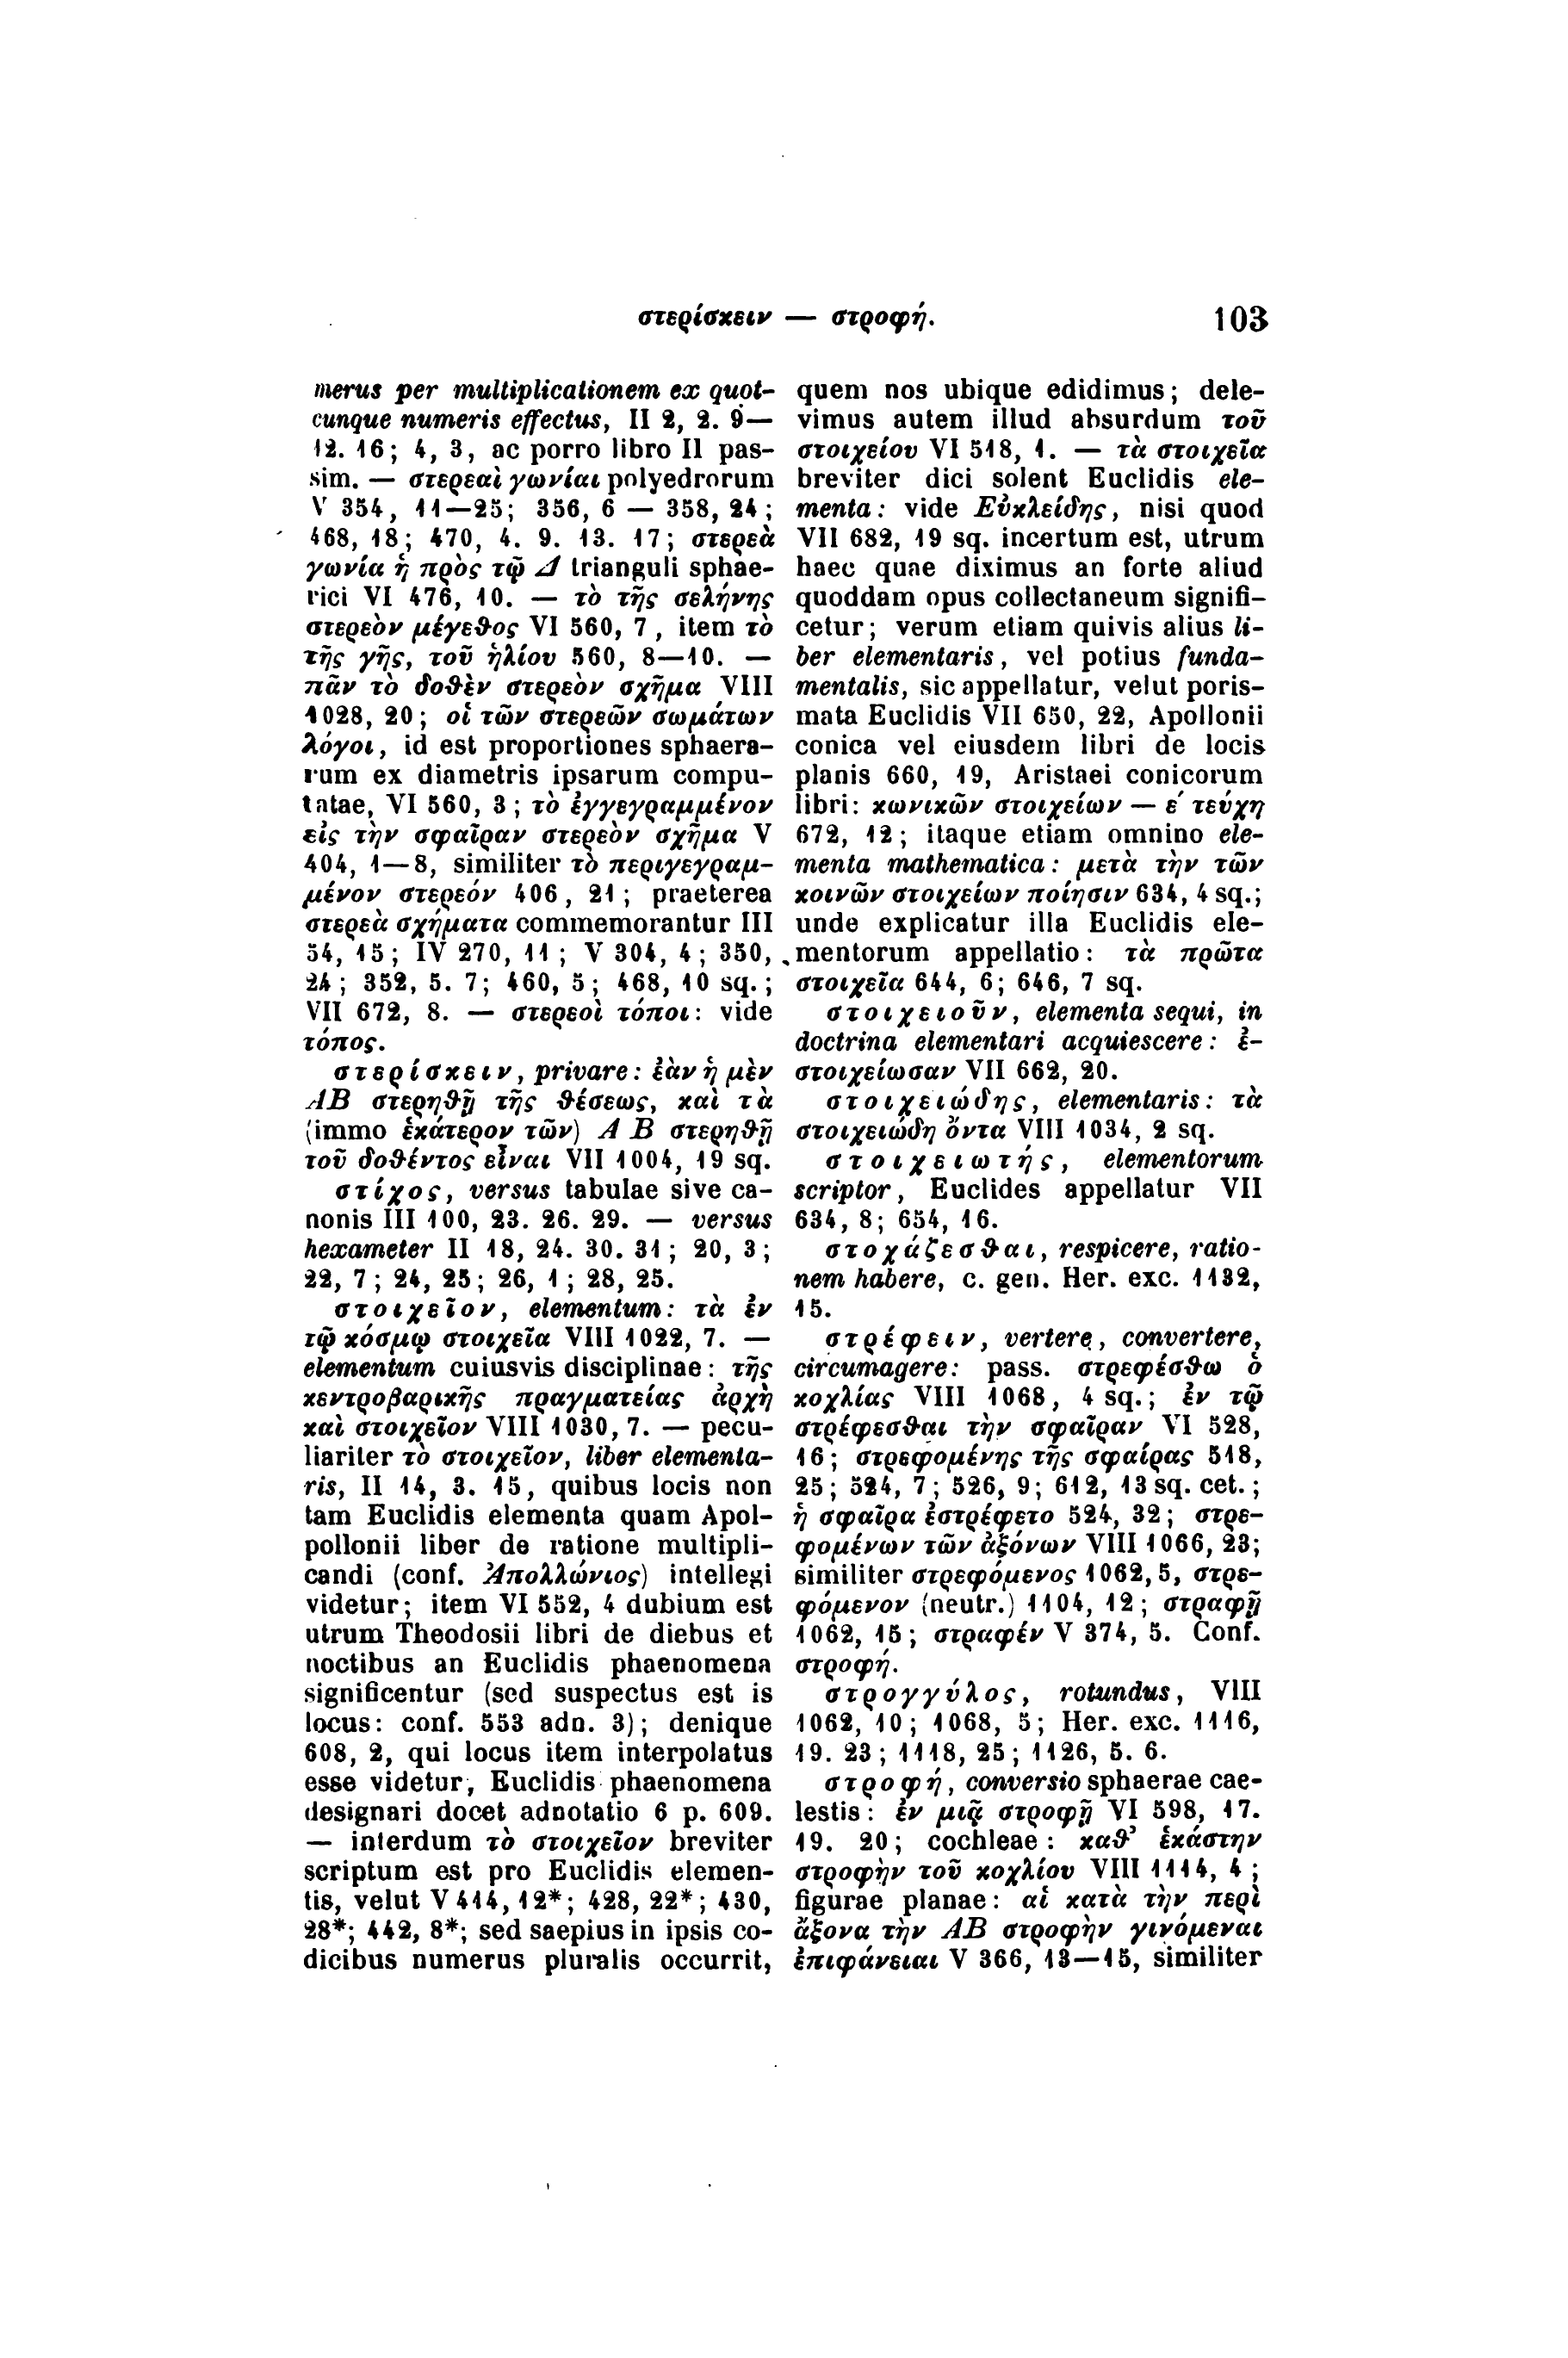 στερίσκειν — στροφή. 103
merus per multiplicationem ex quot-
cunque numeris effectus, II 2, 2. 9—
12. 16; 4, 3, ac porro libro II pas-
sim. — στερεαὶ γωνίαι polyedrorum
V 354, 11—25; 356, 6 — 358, 24;
468, 18; 470, 4. 9. 13. 17; στερεὰ
γωνία ἡ πρὸς τῷ Δ trianguli sphae-
rici VI 476, 10. — τὸ τῆς σελήνης
στερεὸν μέγεθος VI 560, 7, item τὸ
τῆς γῆς, τοῦ ἡλίου 560, 8—10. —
πᾶν τὸ δοθὲν στερεὸν σχῆμα VIII
1028, 20; οἱ τῶν στερεῶν σωμάτων
λόγοι, id est proportiones sphaera-
rum ex diametris ipsarum compu-
tatae, VI 560, 3; τὸ ἐγγεγραμμένον
εἰς τὴν σφαῖραν στερεὸν σχῆμα V
404, 1—8, similiter τὸ περιγεγραμ-
μένον στερεόν 406, 21; praeterea
στερεὰ σχήματα commemorantur III
54, 15; IV 270, 11; V 304, 4; 350,
24; 352, 5. 7; 460, 5; 468, 10 sq.;
VII 672, 8. — στερεοὶ τόποι: vide
τόπος.
στερίσκειν, privare: ἐὰν ἡ μὲν
ΑΒ στερηθῇ τῆς θέσεως, καὶ τὰ
(immo ἑκάτερον τῶν) Α Β στερηθῇ
τοῦ δοθέντος εἶναι VII 1004, 19 sq.
στίχος, versus tabulae sive ca-
nonis III 100, 23. 26. 29. — versus
hexameter II 18, 24. 30. 31; 20, 3;
22, 7; 24, 25; 26, 1; 28, 25.
στοιχεῖον, elementum: τὰ ἐν
τῷ κόσμῳ στοιχεῖα VIII 1022, 7. —
elementum cuiusvis disciplinae: τῆς
κεντροβαρικῆς πραγματείας ἀρχὴ
καὶ στοιχεῖον VIII 1030, 7. — pecu-
liariter τὸ στοιχεῖον, liber elementa-
ris, II 14, 3. 15, quibus locis non
tam Euclidis elementa quam Apol-
pollonii liber de ratione multipli-
candi (conf. Ἀπολλώνιος) intellegi
videtur; item VI 552, 4 dubium est
utrum Theodosii libri de diebus et
noctibus an Euclidis phaenomena
significentur (sed suspectus est is
locus: conf. 553 adn. 3); denique
608, 2, qui locus item interpolatus
esse videtur, Euclidis phaenomena
designari docet adnotatio 6 p. 609.
— interdum τὸ στοιχεῖον breviter
scriptum est pro Euclidis elemen-
tis, velut V 414, 12*; 428, 22*; 430,
28*; 442, 8*; sed saepius in ipsis co-
dicibus numerus pluralis occurrit,
quem nos ubique edidimus; dele-
vimus autem illud absurdum τοῦ
στοιχείου VI 518, 1. — τὰ στοιχεῖα
breviter dici solent Euclidis ele-
menta: vide Εὐκλείδης, nisi quod
VII 682, 19 sq. incertum est, utrum
haec quae diximus an forte aliud
quoddam opus collectaneum signifi-
cetur; verum etiam quivis alius li-
ber elementaris, vel potius funda-
mentalis, sic appellatur, velut poris-
mata Euclidis VII 650, 22, Apollonii
conica vel eiusdem libri de locis
planis 660, 19, Aristaei conicorum
libri: κωνικῶν στοιχείων — ε´ τεύχη
672, 12; itaque etiam omnino ele-
menta mathematica: μετὰ τὴν τῶν
κοινῶν στοιχείων ποίησιν 634, 4 sq.;
unde explicatur illa Euclidis ele-
mentorum appellatio: τὰ πρῶτα
στοιχεῖα 644, 6; 646, 7 sq.
στοιχειοῦν, elementa sequi, in
doctrina elementari acquiescere: ἐ-
στοιχείωσαν VII 662, 20.
στοιχειώδης, elementaris: τὰ
στοιχειώδη ὄντα VIII 1034, 2 sq.
στοιχειωτής, elementorum
scriptor, Euclides appellatur VII
634, 8; 654, 16.
στοχάζεσθαι, respicere, ratio-
nem habere, c. gen. Her. exc. 1132,
15.
στρέφειν, vertere, convertere,
circumagere: pass. στρεφέσθω ὁ
κοχλίας VIII 1068, 4 sq.; ἐν τῷ
στρέφεσθαι τὴν σφαῖραν VI 528,
16; στρεφομένης τῆς σφαίρας 518,
25; 524, 7; 526, 9; 612, 13 sq. cet.;
ἡ σφαῖρα ἐστρέφετο 524, 32; στρε-
φομένων τῶν ἀξόνων VIII 1066, 23;
similiter στρεφόμενος 1062, 5, στρε-
φόμενον (neutr.) 1104, 12; στραφῇ
1062, 15; στραφέν V 374, 5. Conf.
στροφή.
στρογγύλος, rotundus, VIII
1062, 10; 1068, 5; Her. exc. 1116,
19. 23; 1118, 25; 1126, 5. 6.
στροφή, conversio sphaerae cae-
lestis: ἐν μιᾷ στροφῇ VI 598, 17.
19. 20; cochleae: καθ' ἑκάστην
στροφὴν τοῦ κοχλίου VIII 1114, 4;
figurae planae: αἱ κατὰ τὴν περὶ
ἄξονα τὴν ΑΒ στροφὴν γινόμεναι
ἐπιφάνειαι V 366, 13—15, similiter